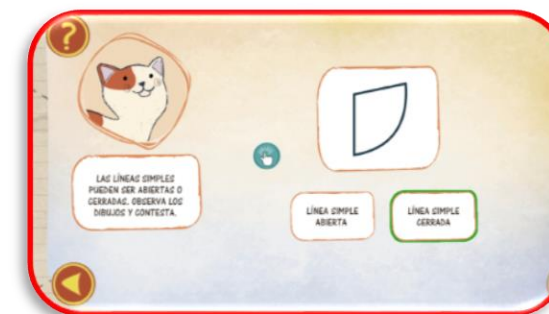 ?
LAS LÍNEAS SIMPLES
PUEDEN SER ABIERTAS O
CERRADAS. OBSERVA LOS
DIBUJOS Y CONTESTA.
LÍNEA SIMPLE
ABIERTA
LÍNEA SIMPLE
CERRADA